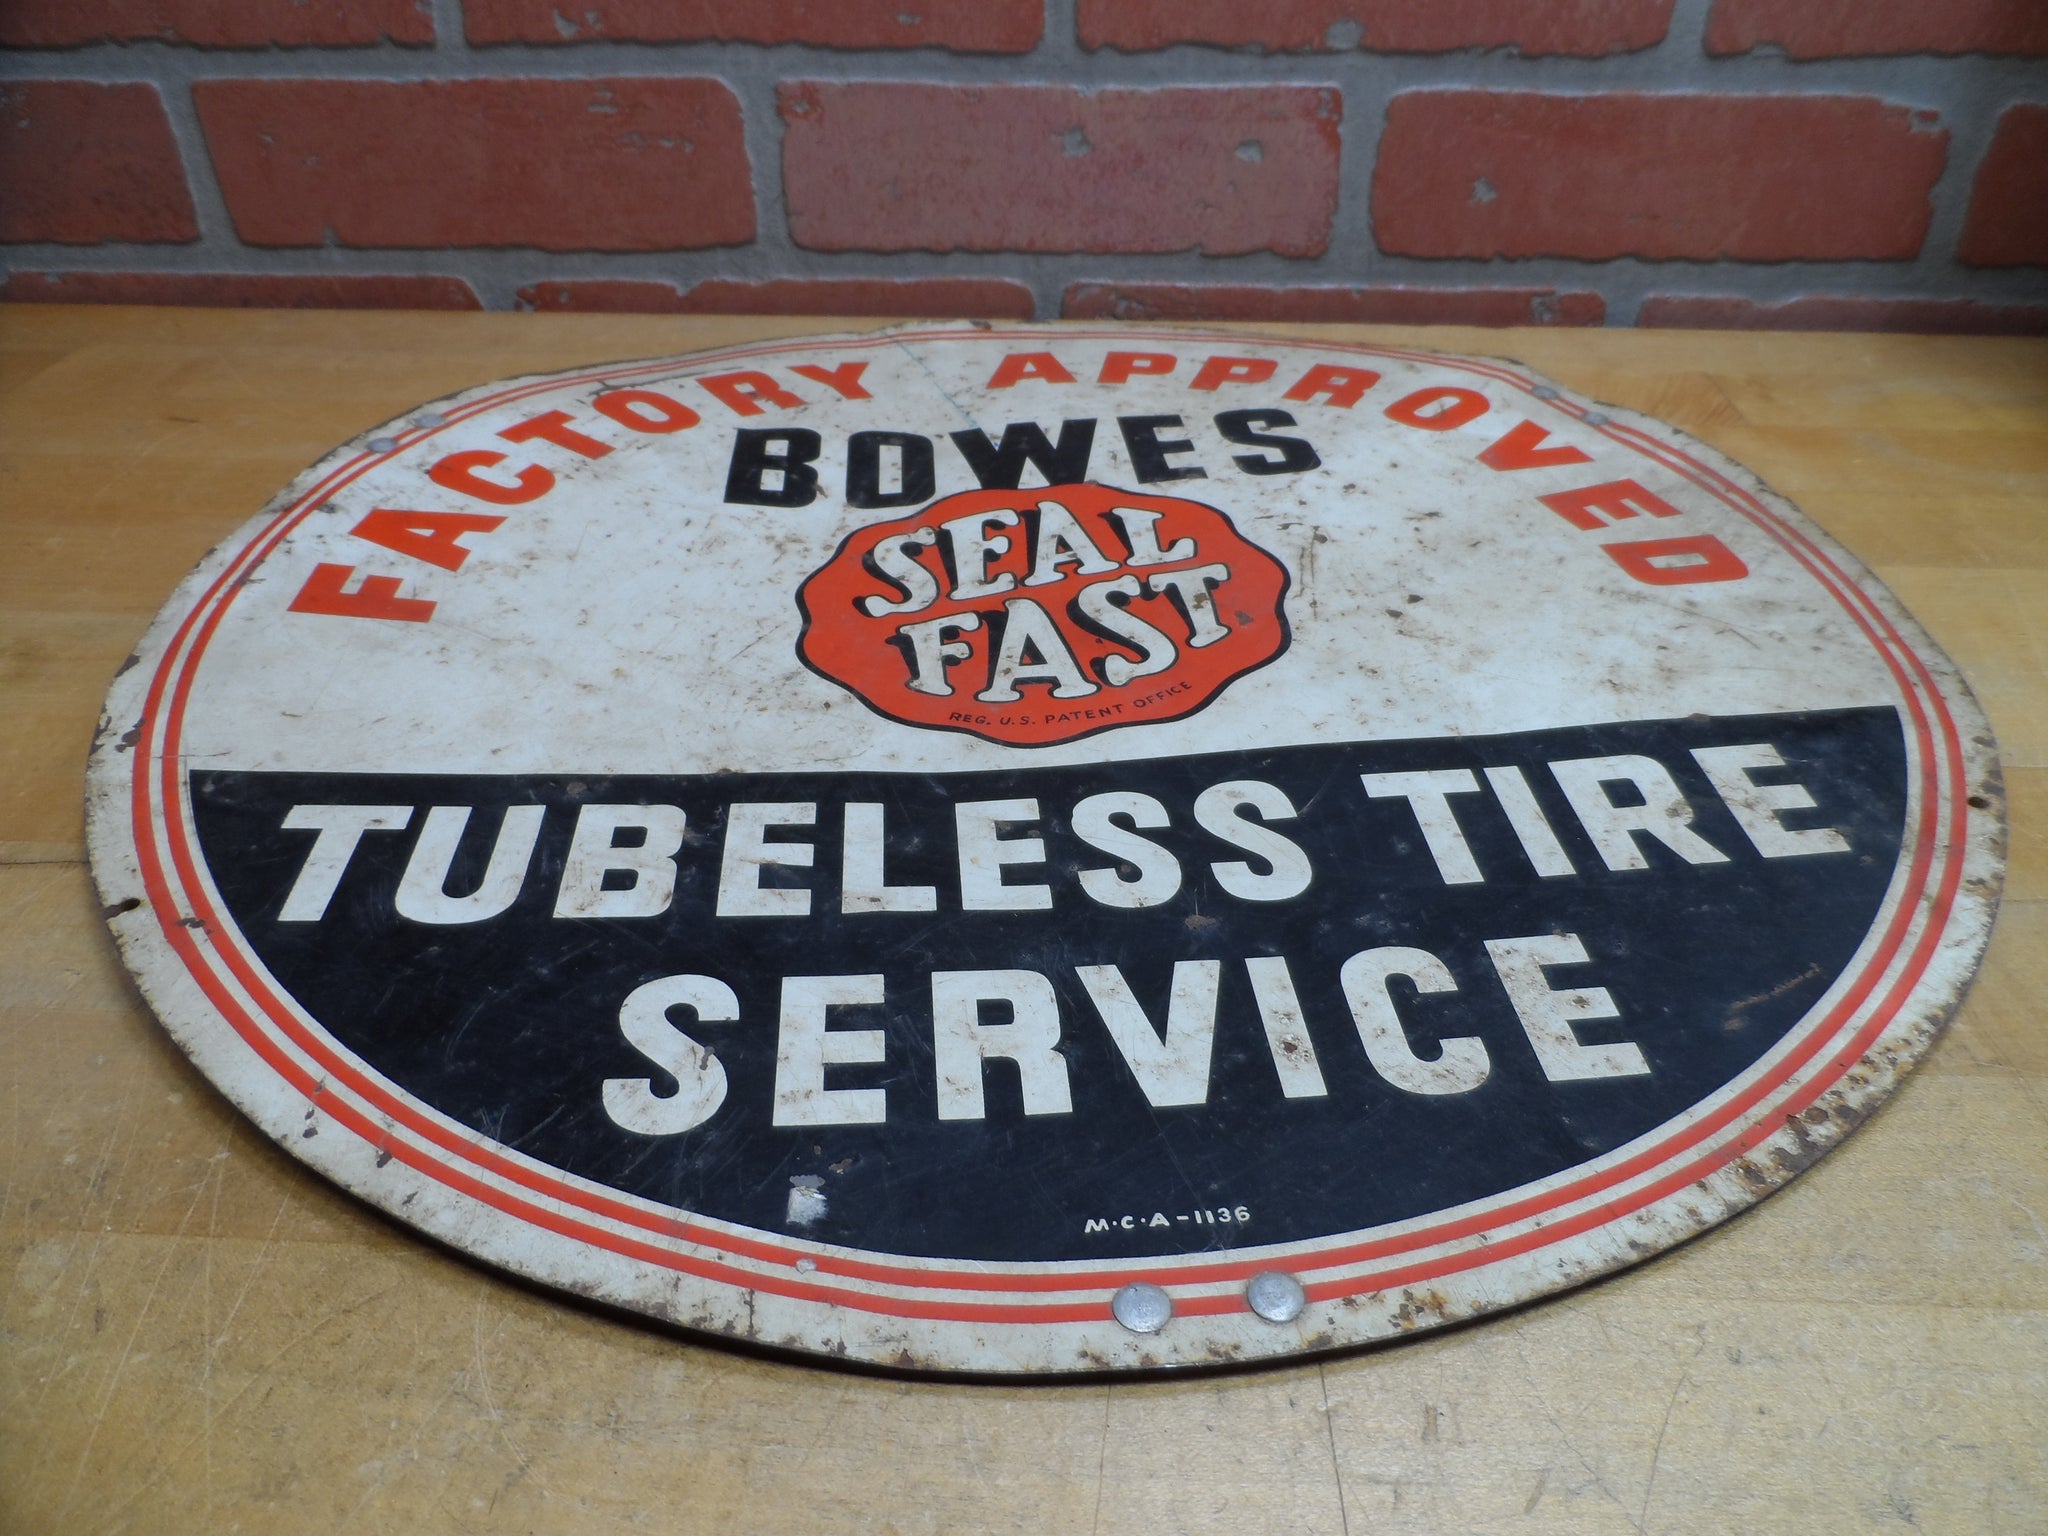 FACTORY APPROVED
BOWES
SEAL
FAST
REG. U.S. PATENT OFFICE
TUBELESS TIRE
SERVICE
M·C·A-1136